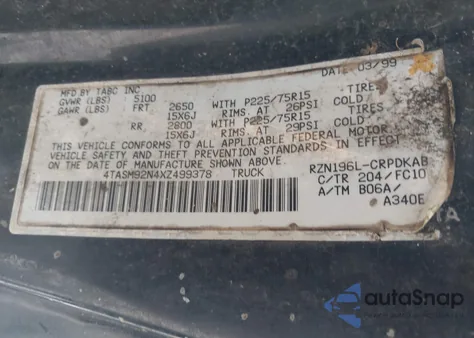 MFD.BY TABC INC. DATE 03/99
GVWR (LBS) 5100
GAWR (LBS) FRT 2650 WITH P225/75R15 TIRES
15X6J RIMS, AT 26PSI COLD
RR 2800 WITH P225/75R15 TIRES
15X6J RIMS, AT 29PSI COLD
THIS VEHICLE CONFORMS TO ALL APPLICABLE FEDERAL MOTOR
VEHICLE SAFETY AND THEFT PREVENTION STANDARDS IN EFFECT ON THE
DATE OF MANUFACTURE SHOWN ABOVE.
4TASM92N4XZ499378 TRUCK
RZN196L-CRPDKAB
C/TR 204/FC10
A/TM B06A/
A340E
TA
autoSnap